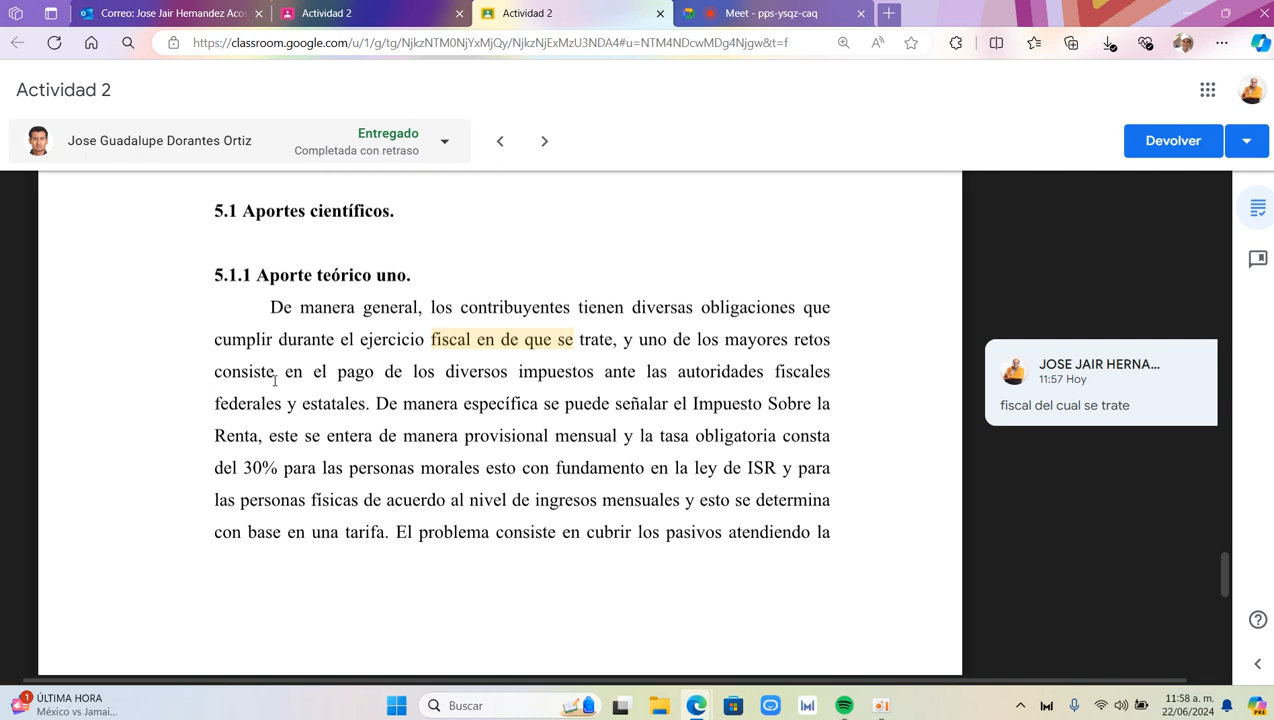 Correo: Jose Jair Hernandez Aco
Actividad 2
Actividad 2
Meet - pps-ysqz-caq
https://classroom.google.com/u/1/g/tg/NjkzNTM0NjYxMjQy/NjkzNjExMzU3NDA4#u=NTM4NDcwMDg4Njgw&t=f
Actividad 2
Jose Guadalupe Dorantes Ortiz
Entregado
Completada con retraso
Devolver
5.1 Aportes científicos.
5.1.1 Aporte teórico uno.
De manera general, los contribuyentes tienen diversas obligaciones que
cumplir durante el ejercicio fiscal en de que se trate, y uno de los mayores retos
consiste en el pago de los diversos impuestos ante las autoridades fiscales
federales y estatales. De manera específica se puede señalar el Impuesto Sobre la
Renta, este se entera de manera provisional mensual y la tasa obligatoria consta
del 30% para las personas morales esto con fundamento en la ley de ISR y para
las personas físicas de acuerdo al nivel de ingresos mensuales y esto se determina
con base en una tarifa. El problema consiste en cubrir los pasivos atendiendo la
JOSE JAIR HERNA...
11:57 Hoy
fiscal del cual se trate
1
ÚLTIMA HORA
México vs Jamai...
Buscar
11:58 a. m.
22/06/2024